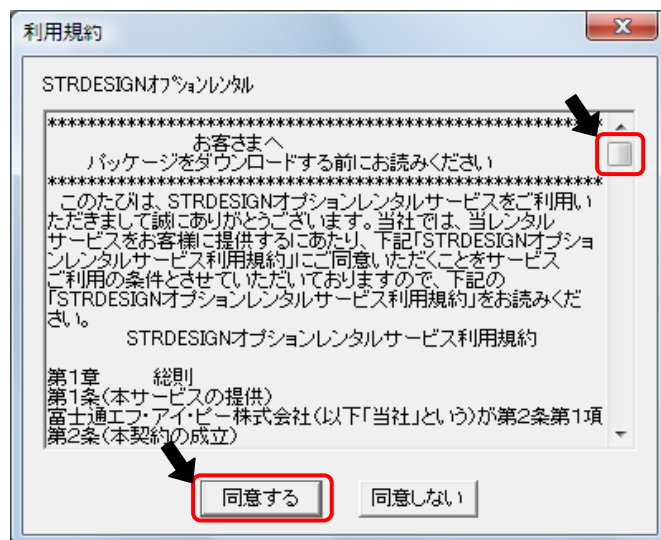 利用規約
STRDESIGNｵﾌﾟｼｮﾝﾚﾝﾀﾙ
************************************************************
お客さまへ
パッケージをダウンロードする前にお読みください
************************************************************
このたびは、STRDESIGNオプションレンタルサービスをご利用い
ただきまして誠にありがとうございます。当社では、当レンタル
サービスをお客様に提供するにあたり、下記「STRDESIGNオプショ
ンレンタルサービス利用規約」にご同意いただくことをサービス
ご利用の条件とさせていただいておりますので、下記の
「STRDESIGNオプションレンタルサービス利用規約」をお読みくだ
さい。
STRDESIGNオプションレンタルサービス利用規約
第1章　　総則
第1条(本サービスの提供)
富士通エフ・アイ・ピー株式会社(以下「当社」という)が第2条第1項
第2条(本契約の成立)
同意する
同意しない